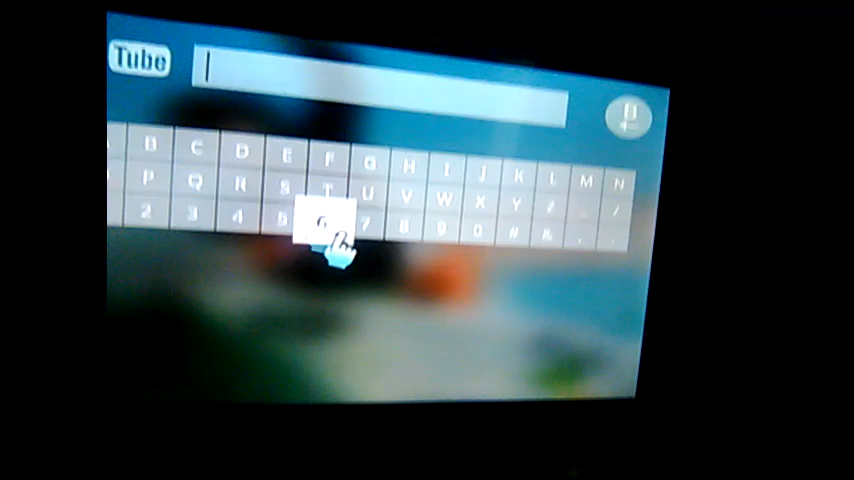 Tube
B C D E F G H I J K L M N
P Q R S T U V W X Y Z . /
2 3 4 5 6 7 8 9 0 # &